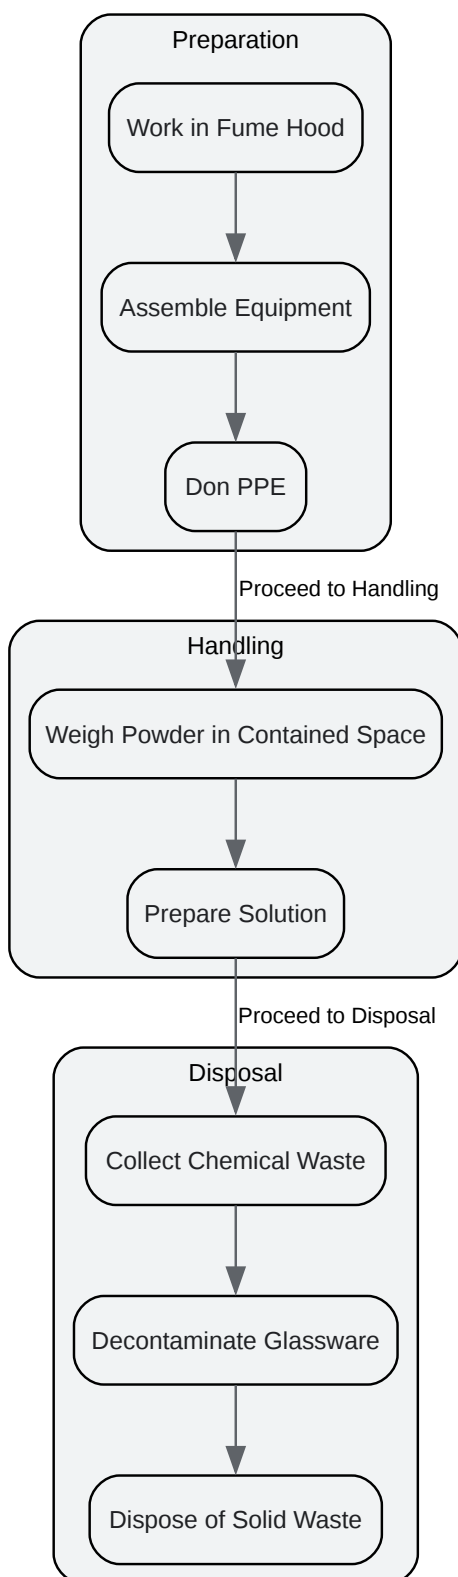 Preparation
Work in Fume Hood
Assemble Equipment
Don PPE
Proceed to Handling
Handling
Weigh Powder in Contained Space
Prepare Solution
Proceed to Disposal
Disposal
Collect Chemical Waste
Decontaminate Glassware
Dispose of Solid Waste